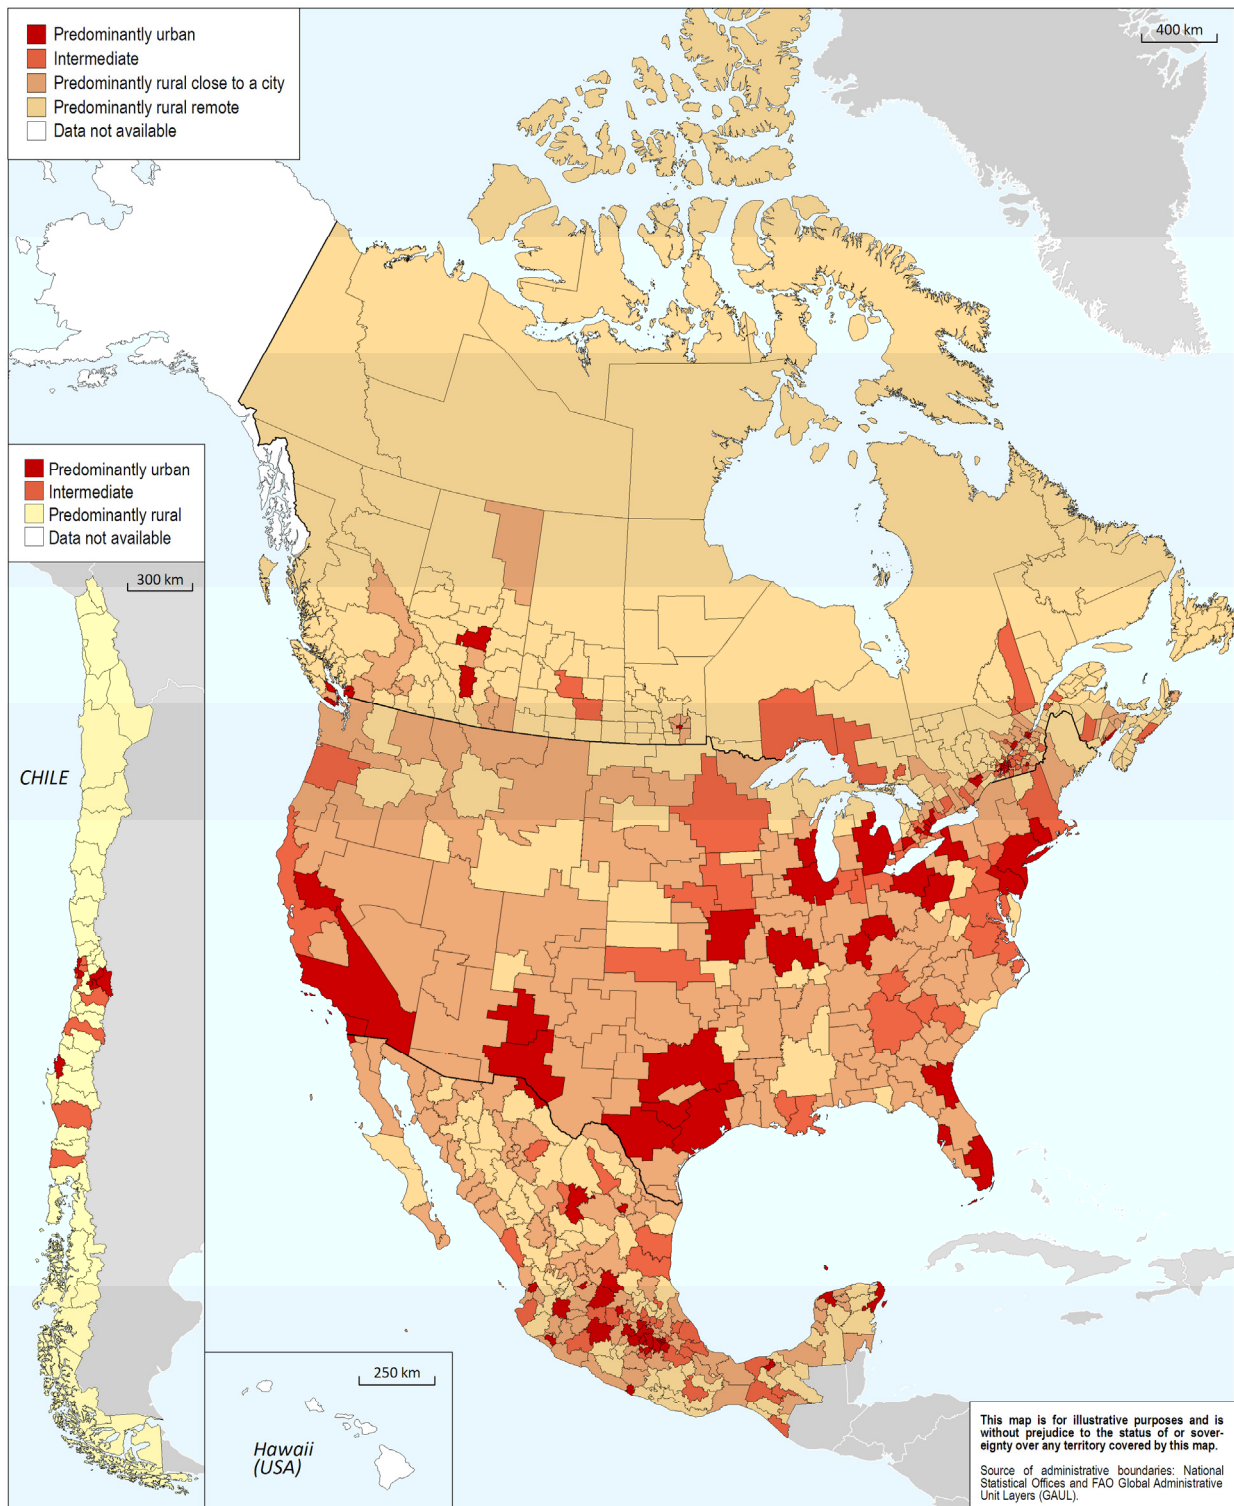 Predominantly urban
Intermediate
Predominantly rural close to a city
Predominantly rural remote
Data not available
400 km
Predominantly urban
Intermediate
Predominantly rural
Data not available
300 km
CHILE
250 km
Hawaii
(USA)
This map is for illustrative purposes and is
without prejudice to the status of or sover-
eignty over any territory covered by this map.
Source of administrative boundaries: National
Statistical Offices and FAO Global Administrative
Unit Layers (GAUL).